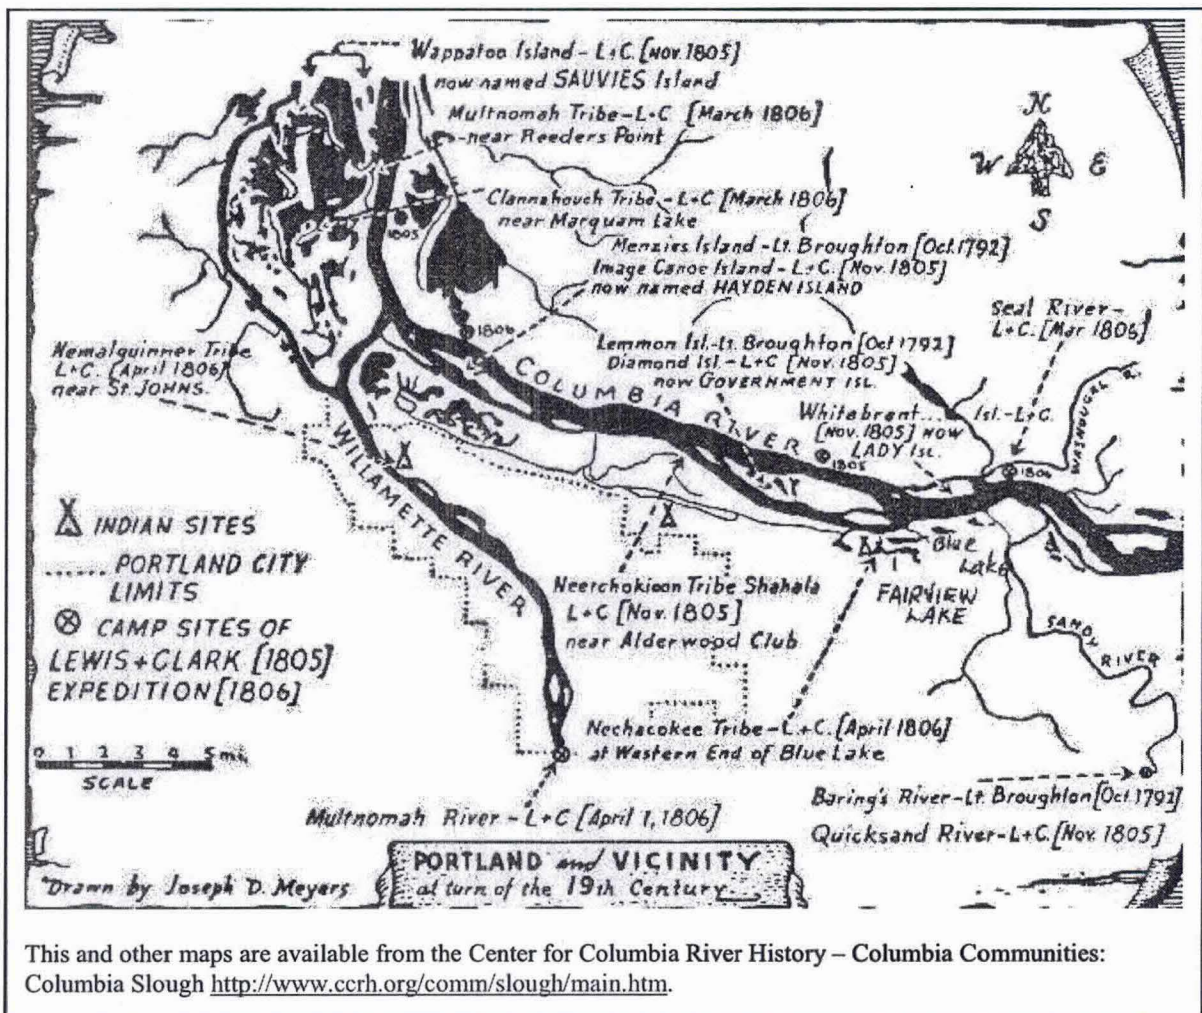 Wappatoo Island - L+C. [Nov. 1805]
now named SAUVIES Island
Multnomah Tribe - L+C [March 1806]
near Reeders Point
N
W E
S
Clannahouch Tribe - L+C [March 1806]
near Marquam Lake
1805
Menzies Island - Lt. Broughton [Oct. 1792]
Image Canoe Island - L+C. [Nov. 1805]
now named HAYDEN ISLAND
Seal River -
L+C. [Mar 1806]
1806
Lemmon Isl. - Lt. Broughton [Oct 1792]
Diamond Isl. - L+C [Nov. 1805]
now GOVERNMENT ISL.
Nemalquinner Tribe
L+C. [April 1806]
near St. JOHNS.
COLUMBIA RIVER
Whitebrant... Isl. - L+C.
[Nov. 1805] NOW
LADY Isl.
WASHOUGAL R.
1805
1806
WILLAMETTE RIVER
INDIAN SITES
PORTLAND CITY
LIMITS
CAMP SITES OF
LEWIS + CLARK [1805]
EXPEDITION [1806]
Blue
Lake
FAIRVIEW
LAKE
SANDY RIVER
Neerchokioon Tribe Shahala
L+C [Nov. 1805]
near Alderwood Club
Nechacokee Tribe - L+C. [April 1806]
at Western End of Blue Lake
0 1 2 3 4 5 mi.
SCALE
Baring's River - Lt. Broughton [Oct. 1792]
Quicksand River - L+C. [Nov. 1805]
Multnomah River - L+C [April 1, 1806]
PORTLAND and VICINITY
at turn of the 19th Century.
Drawn by Joseph D. Meyers
This and other maps are available from the Center for Columbia River History – Columbia Communities:
Columbia Slough http://www.ccrh.org/comm/slough/main.htm.